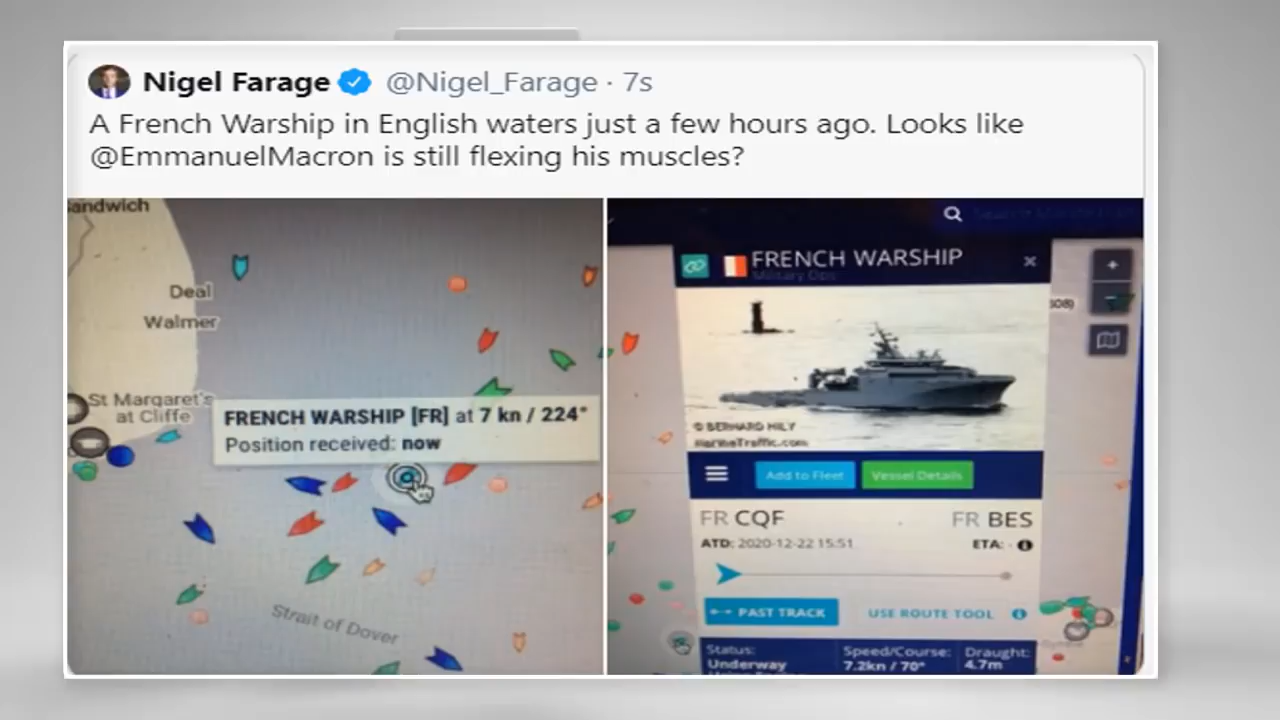 Nigel Farage @Nigel_Farage · 7s
A French Warship in English waters just a few hours ago. Looks like
@EmmanuelMacron is still flexing his muscles?
andwich
Deal
Walmer
St Margaret's
at Cliffe
FRENCH WARSHIP [FR] at 7 kn / 224°
Position received: now
Strait of Dover
FRENCH WARSHIP
Military Ops
© BERNARD HILY
MarineTraffic.com
Add to Fleet
Vessel Details
FR CQF
FR BES
ATD: 2020-12-22 15:51
ETA: -
PAST TRACK
USE ROUTE TOOL
Status:
Speed/Course:
Draught:
Underway
7.2kn / 70°
4.7m